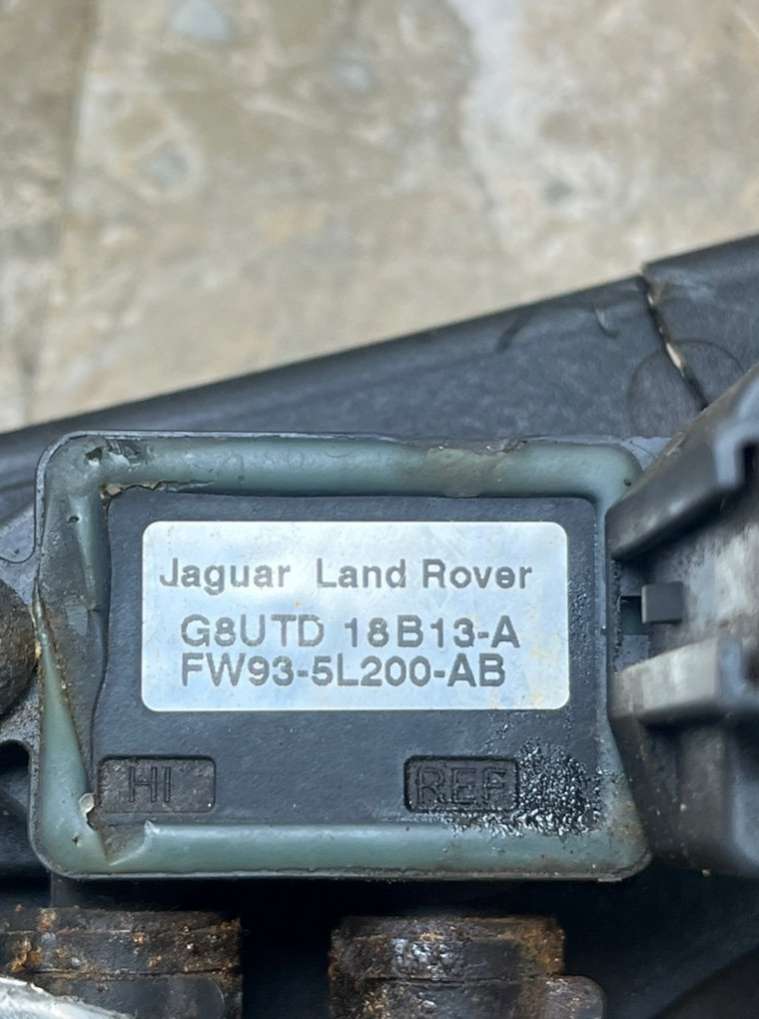 Jaguar Land Rover
G8UTD 18B13-A
FW93-5L200-AB
HI
REF